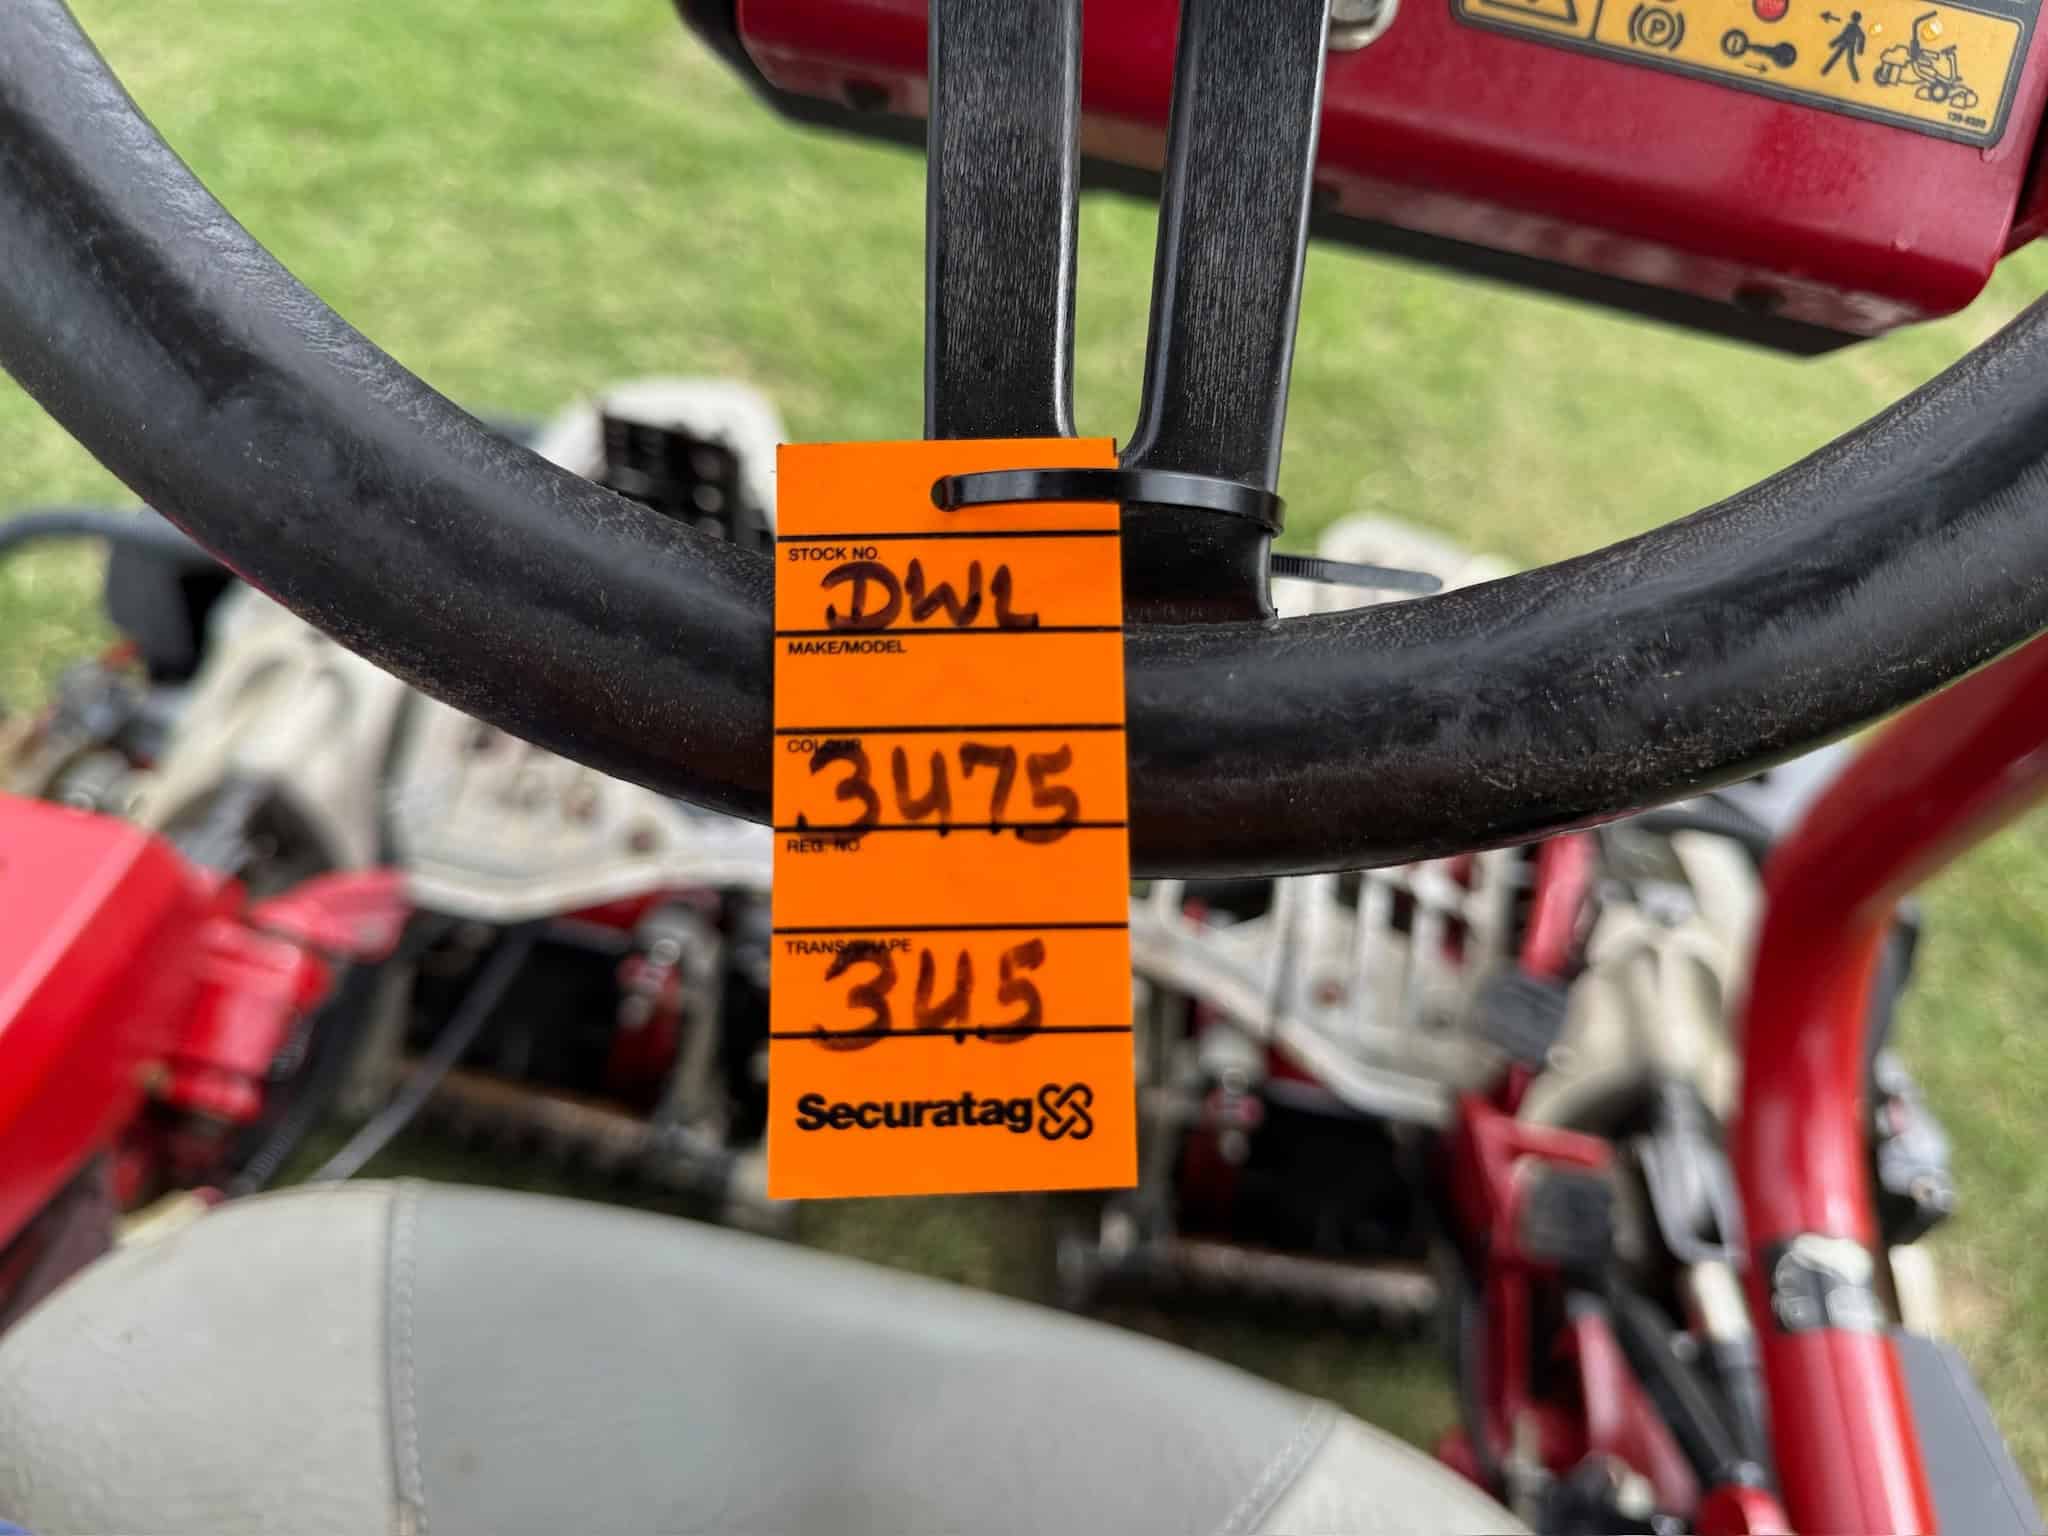 P
STOCK NO.
DWL
MAKE/MODEL
COLOUR
3475
REG. NO.
TRANS/SHAPE
345
Securatag